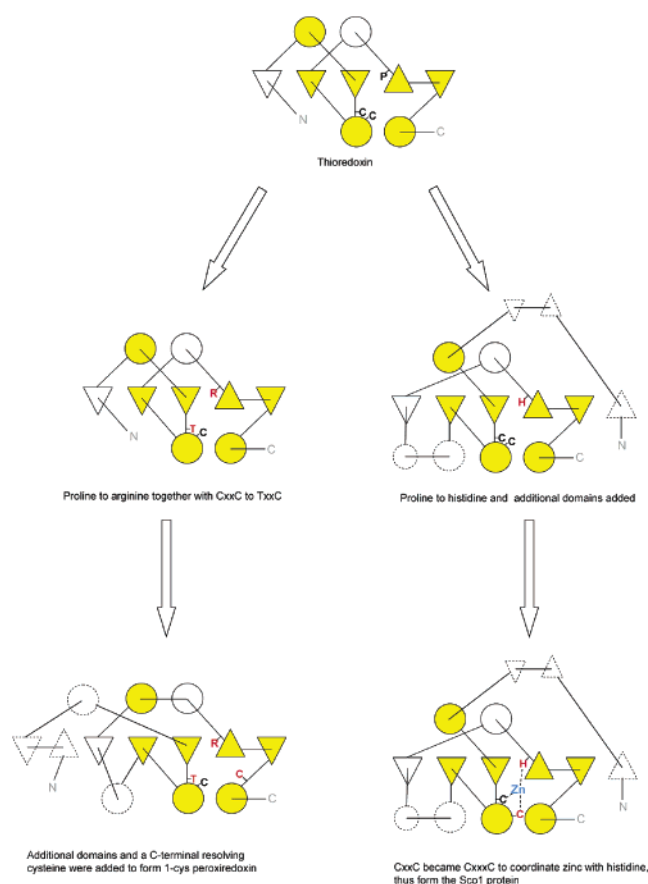 P
C
C
N
C
Thioredoxin
R
T
C
N
C
Proline to arginine together with CxxC to TxxC
H
C
C
N
C
Proline to histidine and additional domains added
R
C
T
C
N
C
Additional domains and a C-terminal resolving
cysteine were added to form 1-cys peroxiredoxin
H
Zn
C
C
N
C
CxxC became CxxxC to coordinate zinc with histidine,
thus form the Sco1 protein